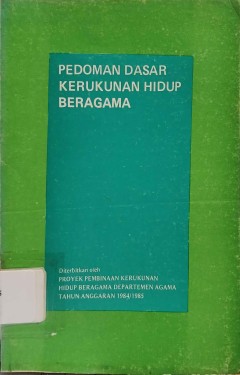 PEDOMAN DASAR
KERUKUNAN HIDUP
BERAGAMA
Diterbitkan oleh
PROYEK PEMBINAAN KERUKUNAN
HIDUP BERAGAMA DEPARTEMEN AGAMA
TAHUN ANGGARAN 1984/1985